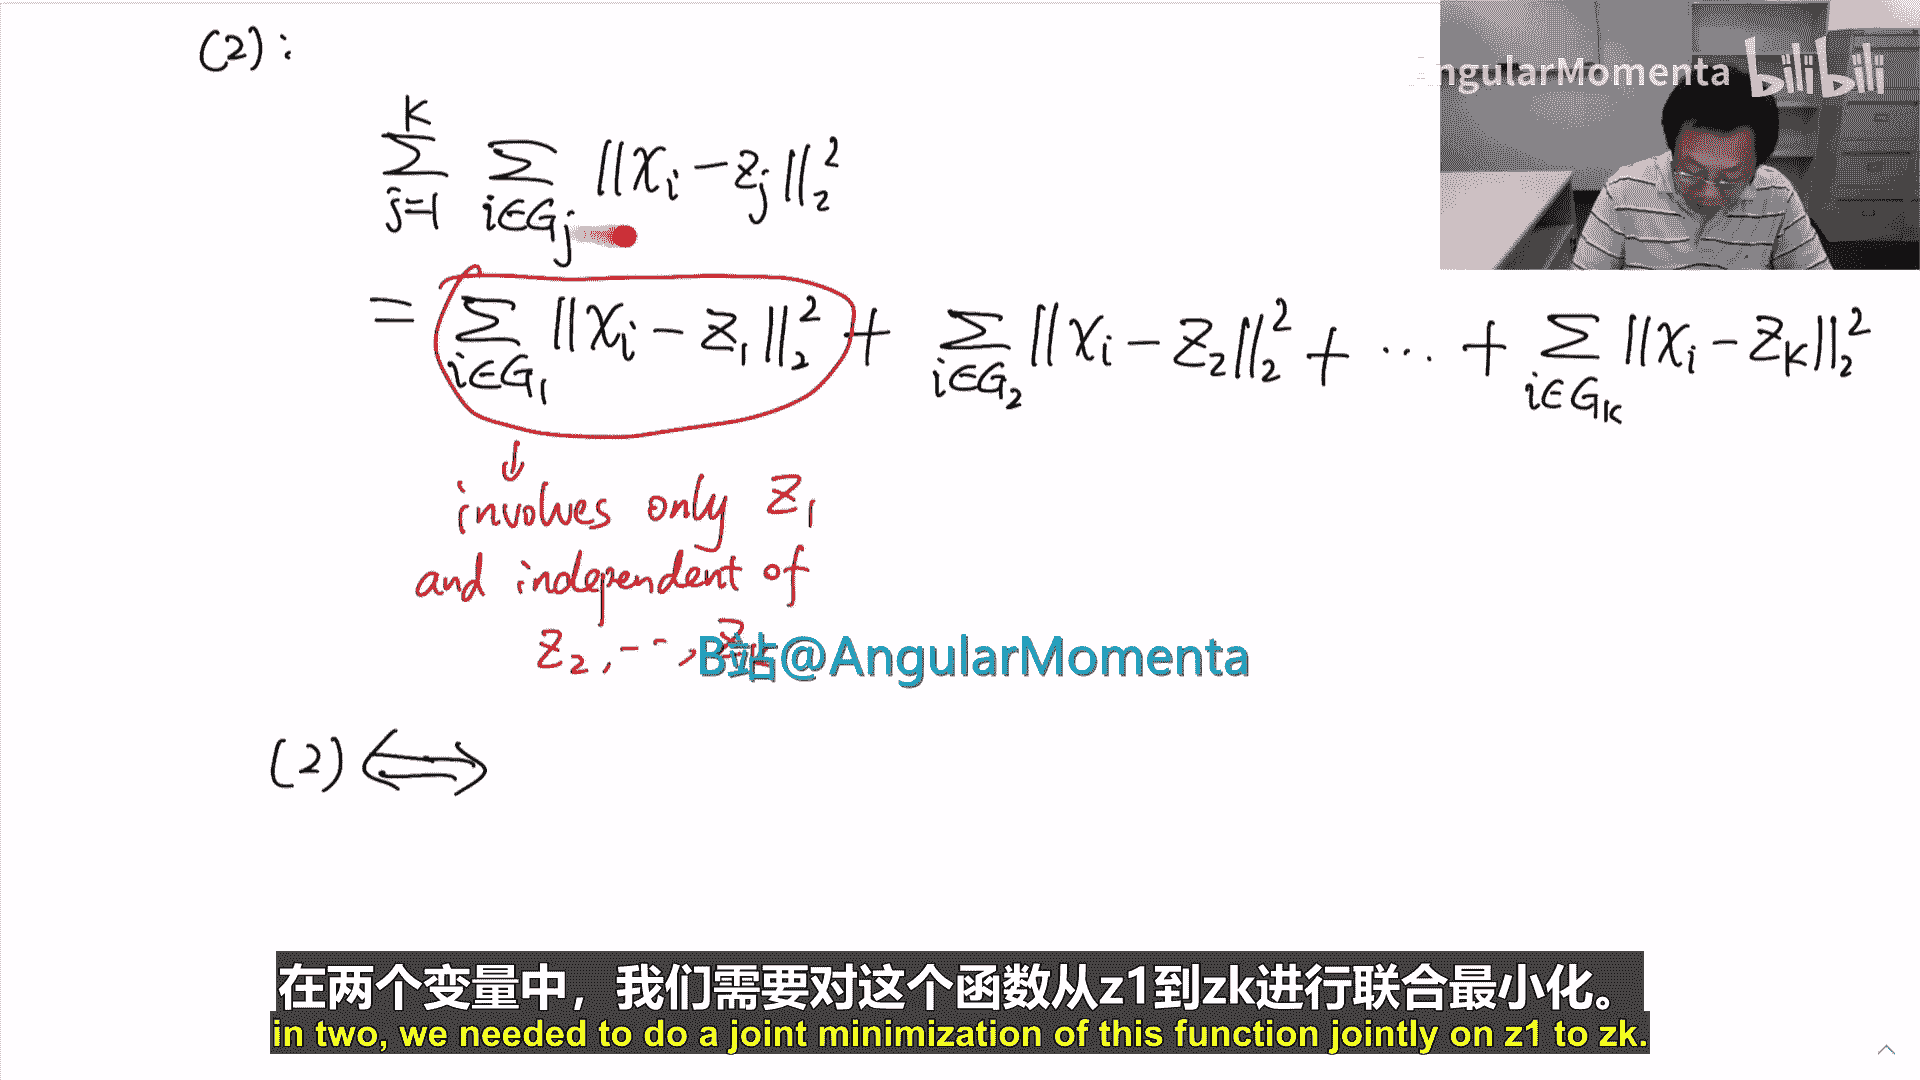 (2):
AngularMomenta bilibili
K
∑ ∑ ||xᵢ − zⱼ||₂²
j=1 i∈Gⱼ
= ∑ ||xᵢ − z₁||₂² + ∑ ||xᵢ − z₂||₂² + ⋯ + ∑ ||xᵢ − z_K||₂²
i∈G₁ i∈G₂ i∈G_K
↓
involves only z₁
and independent of
z₂, ⋯,
B站@AngularMomenta
(2) ⟺
在两个变量中，我们需要对这个函数从z1到zk进行联合最小化。
in two, we needed to do a joint minimization of this function jointly on z1 to zk.